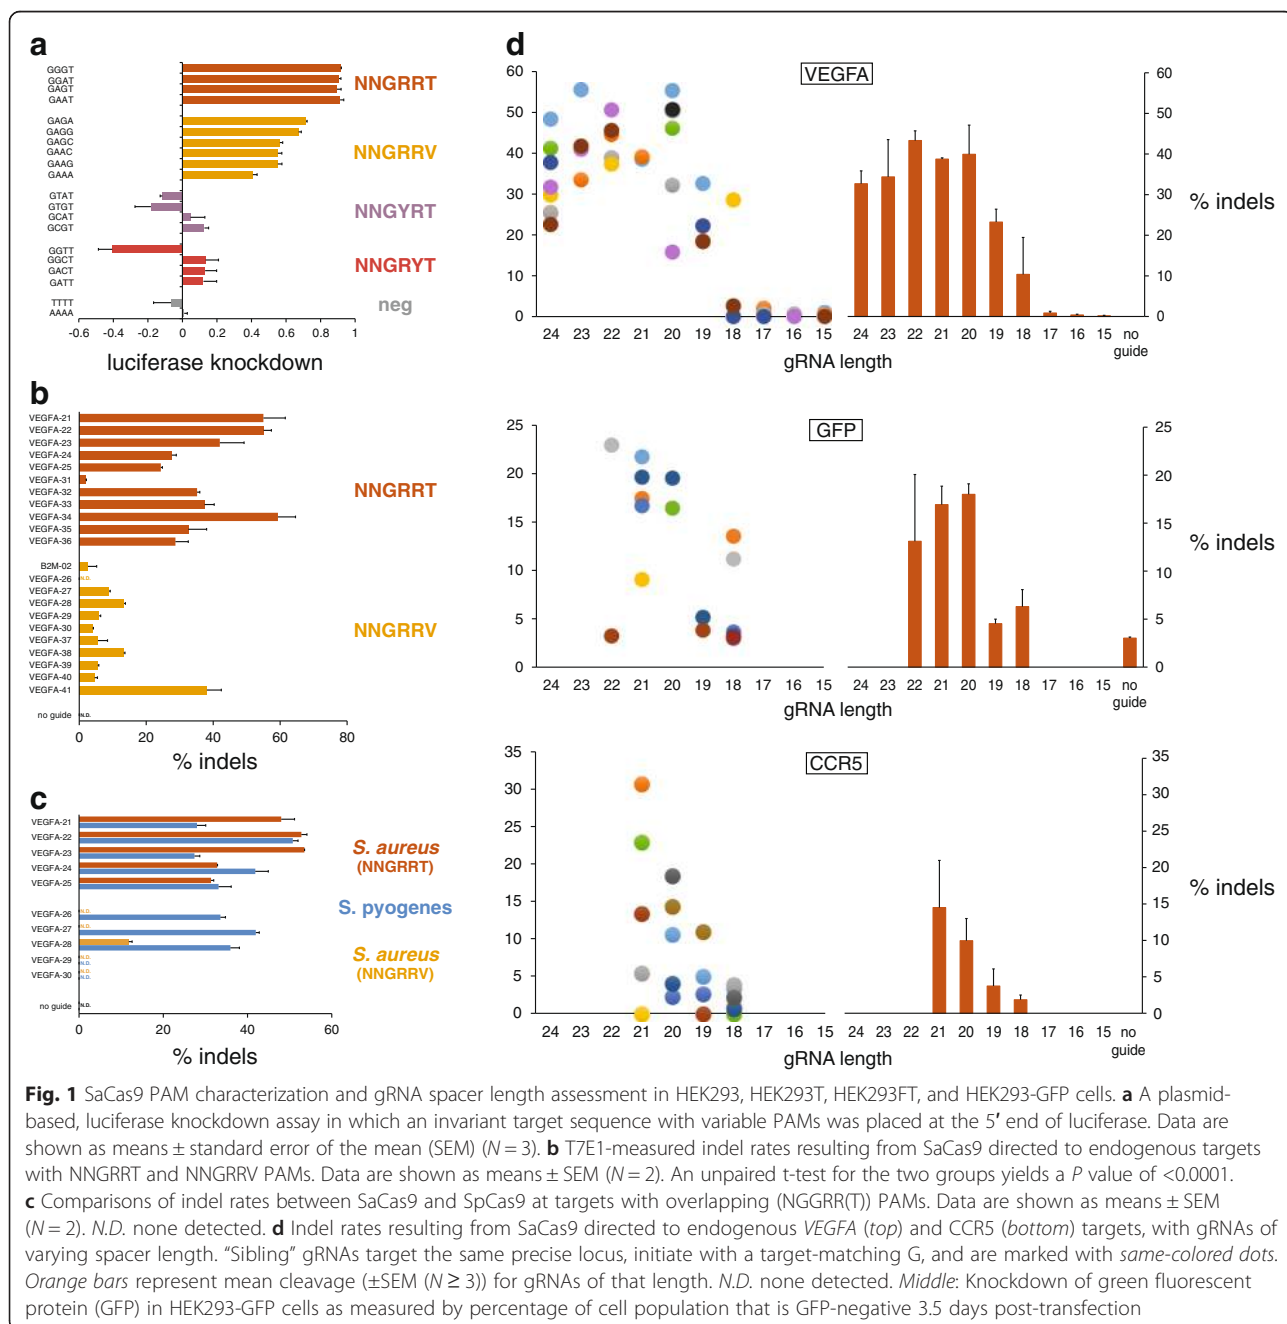 a
GGGT
GGAT
GAGT
GAAT
NNGRRT
GAGA
GAGG
GAGC
GAAC
GAAG
GAAA
NNGRRV
GTAT
GTGT
GCAT
GCGT
NNGYRT
GGTT
GGCT
GACT
GATT
NNGRYT
TTTT
AAAA
neg
-0.6 -0.4 -0.2 0 0.2 0.4 0.6 0.8 1
luciferase knockdown
b
VEGFA-21
VEGFA-22
VEGFA-23
VEGFA-24
VEGFA-25
VEGFA-31
VEGFA-32
VEGFA-33
VEGFA-34
VEGFA-35
VEGFA-36
NNGRRT
B2M-02
VEGFA-26 N.D.
VEGFA-27
VEGFA-28
VEGFA-29
VEGFA-30
VEGFA-37
VEGFA-38
VEGFA-39
VEGFA-40
VEGFA-41
NNGRRV
no guide N.D.
0 20 40 60 80
% indels
c
VEGFA-21
VEGFA-22
VEGFA-23
VEGFA-24
VEGFA-25
VEGFA-26 N.D.
VEGFA-27 N.D.
VEGFA-28
VEGFA-29 N.D.
N.D.
VEGFA-30 N.D.
N.D.
no guide N.D.
S. aureus
(NNGRRT)
S. pyogenes
S. aureus
(NNGRRV)
0 20 40 60
% indels
d
VEGFA
60
50
40
30
20
10
0
24 23 22 21 20 19 18 17 16 15
gRNA length
60
50
40
30
20
10
0
% indels
24 23 22 21 20 19 18 17 16 15 no
guide
GFP
25
20
15
10
5
0
24 23 22 21 20 19 18 17 16 15
gRNA length
25
20
15
10
5
0
% indels
24 23 22 21 20 19 18 17 16 15 no
guide
CCR5
35
30
25
20
15
10
5
0
24 23 22 21 20 19 18 17 16 15
gRNA length
35
30
25
20
15
10
5
0
% indels
24 23 22 21 20 19 18 17 16 15 no
guide
Fig. 1 SaCas9 PAM characterization and gRNA spacer length assessment in HEK293, HEK293T, HEK293FT, and HEK293-GFP cells. a A plasmid-
based, luciferase knockdown assay in which an invariant target sequence with variable PAMs was placed at the 5′ end of luciferase. Data are
shown as means ± standard error of the mean (SEM) (N = 3). b T7E1-measured indel rates resulting from SaCas9 directed to endogenous targets
with NNGRRT and NNGRRV PAMs. Data are shown as means ± SEM (N = 2). An unpaired t-test for the two groups yields a P value of <0.0001.
c Comparisons of indel rates between SaCas9 and SpCas9 at targets with overlapping (NGGRR(T)) PAMs. Data are shown as means ± SEM
(N = 2). N.D. none detected. d Indel rates resulting from SaCas9 directed to endogenous VEGFA (top) and CCR5 (bottom) targets, with gRNAs of
varying spacer length. “Sibling” gRNAs target the same precise locus, initiate with a target-matching G, and are marked with same-colored dots.
Orange bars represent mean cleavage (±SEM (N ≥ 3)) for gRNAs of that length. N.D. none detected. Middle: Knockdown of green fluorescent
protein (GFP) in HEK293-GFP cells as measured by percentage of cell population that is GFP-negative 3.5 days post-transfection